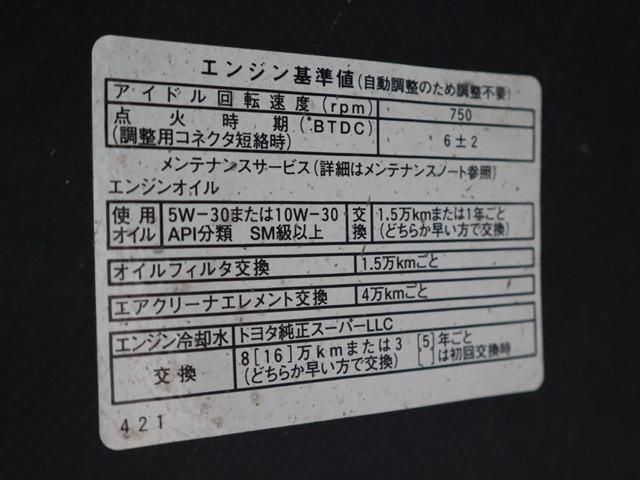 エンジン基準値(自動調整のため調整不要)
アイドル回転速度(rpm) 750
点火時期(°BTDC) 6±2
(調整用コネクタ短絡時)
メンテナンスサービス(詳細はメンテナンスノート参照)
エンジンオイル
使用 5W-30または10W-30 交 1.5万kmまたは1年ごと
オイル API分類 SM級以上 換 (どちらか早い方で交換)
オイルフィルタ交換 1.5万kmごと
エアクリーナエレメント交換 4万kmごと
エンジン冷却水 トヨタ純正スーパーLLC
交換 8[16]万kmまたは3[5]年ごと
(どちらか早い方で交換) [ ]は初回交換時
421